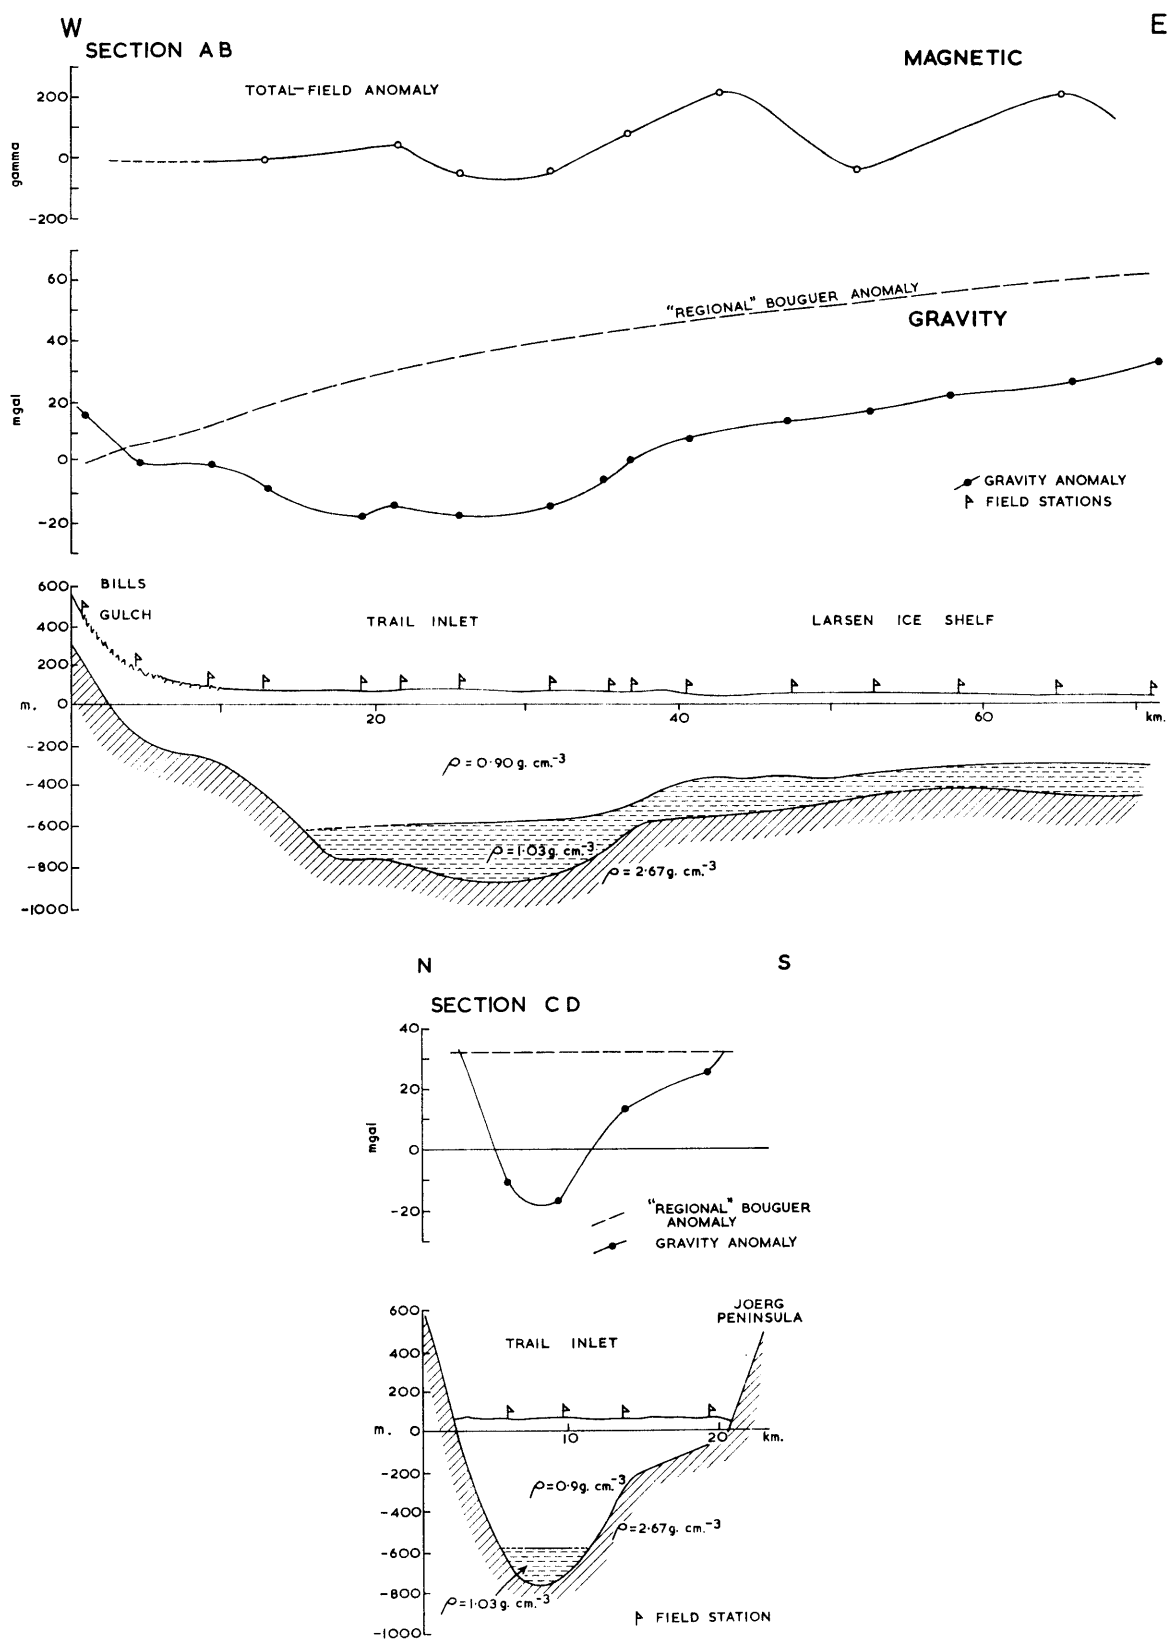 W
E
SECTION AB
MAGNETIC
TOTAL-FIELD ANOMALY
200
0
-200
gamma
60
40
20
0
-20
mgal
"REGIONAL" BOUGUER ANOMALY
GRAVITY
GRAVITY ANOMALY
FIELD STATIONS
600
400
200
m. 0
-200
-400
-600
-800
-1000
BILLS
GULCH
TRAIL INLET
LARSEN ICE SHELF
20 40 60 km.
ρ = 0·90 g. cm.⁻³
ρ = 1·03 g. cm.⁻³
ρ = 2·67 g. cm.⁻³
N
S
SECTION CD
40
20
0
-20
mgal
"REGIONAL" BOUGUER
ANOMALY
GRAVITY ANOMALY
600
400
200
m. 0
-200
-400
-600
-800
-1000
JOERG
PENINSULA
TRAIL INLET
10 20 km.
ρ = 0·9 g. cm.⁻³
ρ = 2·67 g. cm.⁻³
ρ = 1·03 g. cm.⁻³
FIELD STATION